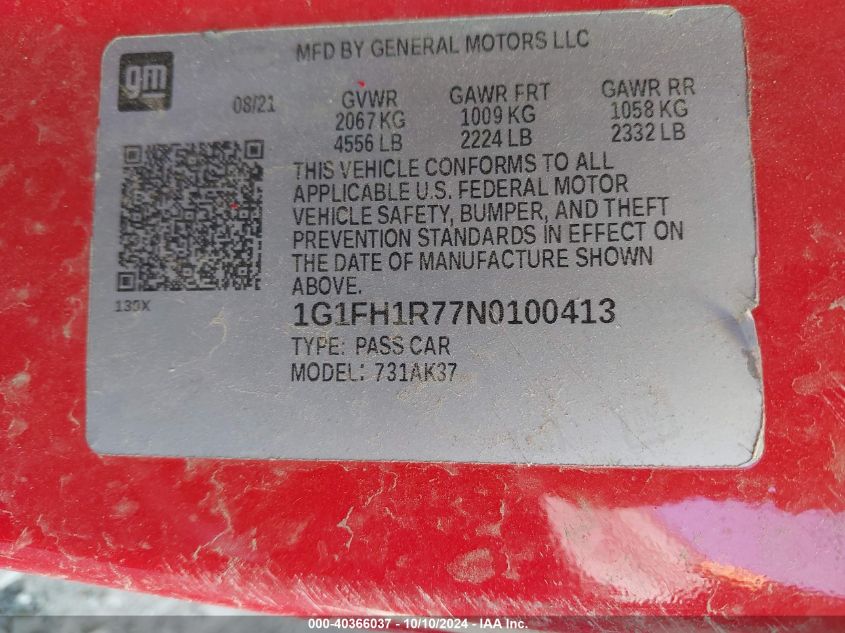 gm
MFD BY GENERAL MOTORS LLC
08/21
GVWR GAWR FRT GAWR RR
2067 KG 1009 KG 1058 KG
4556 LB 2224 LB 2332 LB
THIS VEHICLE CONFORMS TO ALL
APPLICABLE U.S. FEDERAL MOTOR
VEHICLE SAFETY, BUMPER, AND THEFT
PREVENTION STANDARDS IN EFFECT ON
THE DATE OF MANUFACTURE SHOWN
ABOVE.
1G1FH1R77N0100413
TYPE: PASS CAR
MODEL: 731AK37
000-40366037 - 10/10/2024 - IAA Inc.